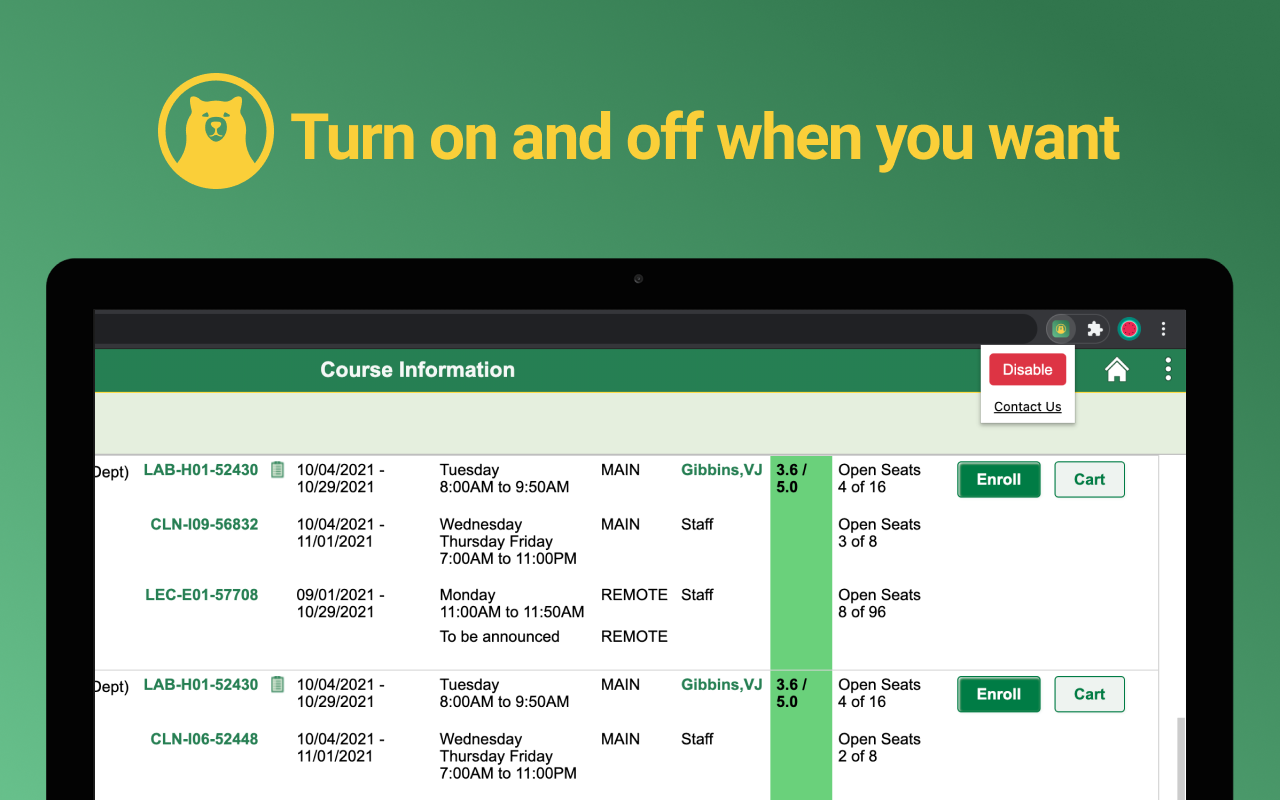 Turn on and off when you want
Course Information
Disable
Contact Us
Dept) LAB-H01-52430 10/04/2021 - Tuesday MAIN Gibbins,VJ 3.6 / Open Seats Enroll Cart
10/29/2021 8:00AM to 9:50AM 5.0 4 of 16
CLN-I09-56832 10/04/2021 - Wednesday MAIN Staff Open Seats
11/01/2021 Thursday Friday 3 of 8
7:00AM to 11:00PM
LEC-E01-57708 09/01/2021 - Monday REMOTE Staff Open Seats
10/29/2021 11:00AM to 11:50AM 8 of 96
To be announced REMOTE
Dept) LAB-H01-52430 10/04/2021 - Tuesday MAIN Gibbins,VJ 3.6 / Open Seats Enroll Cart
10/29/2021 8:00AM to 9:50AM 5.0 4 of 16
CLN-I06-52448 10/04/2021 - Wednesday MAIN Staff Open Seats
11/01/2021 Thursday Friday 2 of 8
7:00AM to 11:00PM